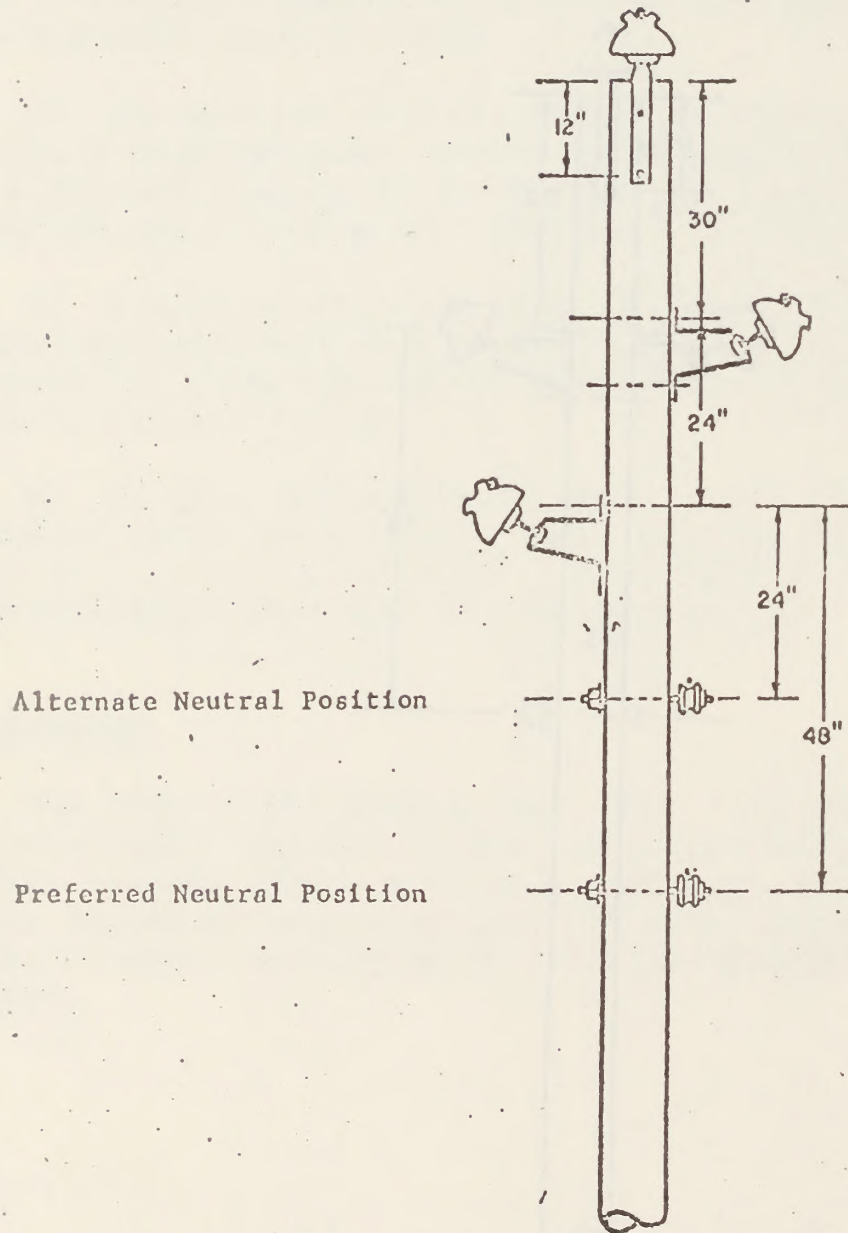 12"
30"
24"
24"
Alternate Neutral Position
48"
Preferred Neutral Position